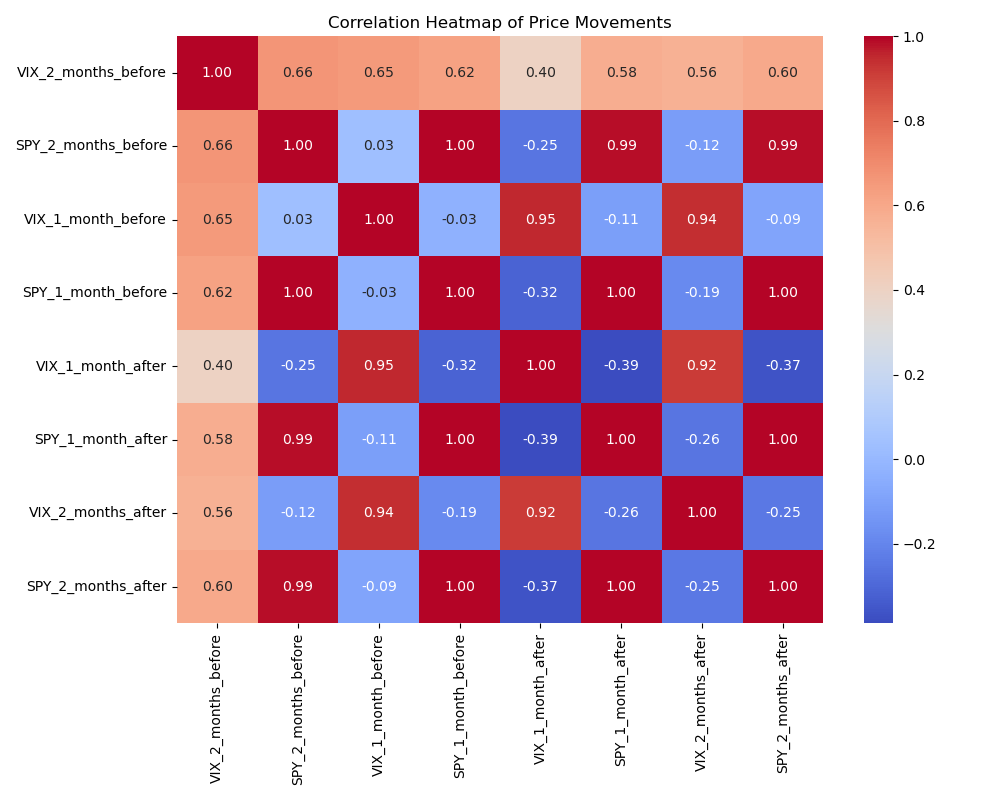 Correlation Heatmap of Price Movements
VIX_2_months_before 1.00 0.66 0.65 0.62 0.40 0.58 0.56 0.60
SPY_2_months_before 0.66 1.00 0.03 1.00 -0.25 0.99 -0.12 0.99
VIX_1_month_before 0.65 0.03 1.00 -0.03 0.95 -0.11 0.94 -0.09
SPY_1_month_before 0.62 1.00 -0.03 1.00 -0.32 1.00 -0.19 1.00
VIX_1_month_after 0.40 -0.25 0.95 -0.32 1.00 -0.39 0.92 -0.37
SPY_1_month_after 0.58 0.99 -0.11 1.00 -0.39 1.00 -0.26 1.00
VIX_2_months_after 0.56 -0.12 0.94 -0.19 0.92 -0.26 1.00 -0.25
SPY_2_months_after 0.60 0.99 -0.09 1.00 -0.37 1.00 -0.25 1.00
VIX_2_months_before
SPY_2_months_before
VIX_1_month_before
SPY_1_month_before
VIX_1_month_after
SPY_1_month_after
VIX_2_months_after
SPY_2_months_after
1.0
0.8
0.6
0.4
0.2
0.0
−0.2